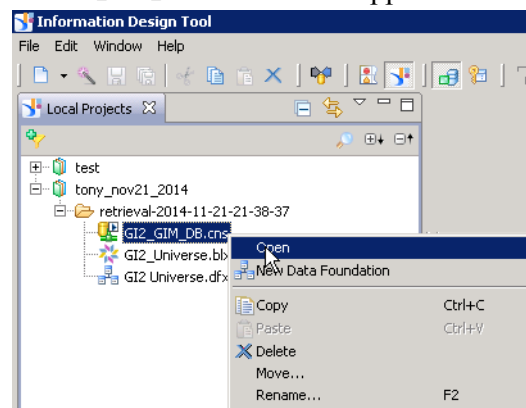 Information Design Tool
File Edit Window Help
Local Projects
test
tony_nov21_2014
retrieval-2014-11-21-21-38-37
GI2_GIM_DB.cns
Open
GI2_Universe.blx
New Data Foundation
GI2 Universe.dfx
Copy Ctrl+C
Paste Ctrl+V
Delete
Move...
Rename... F2